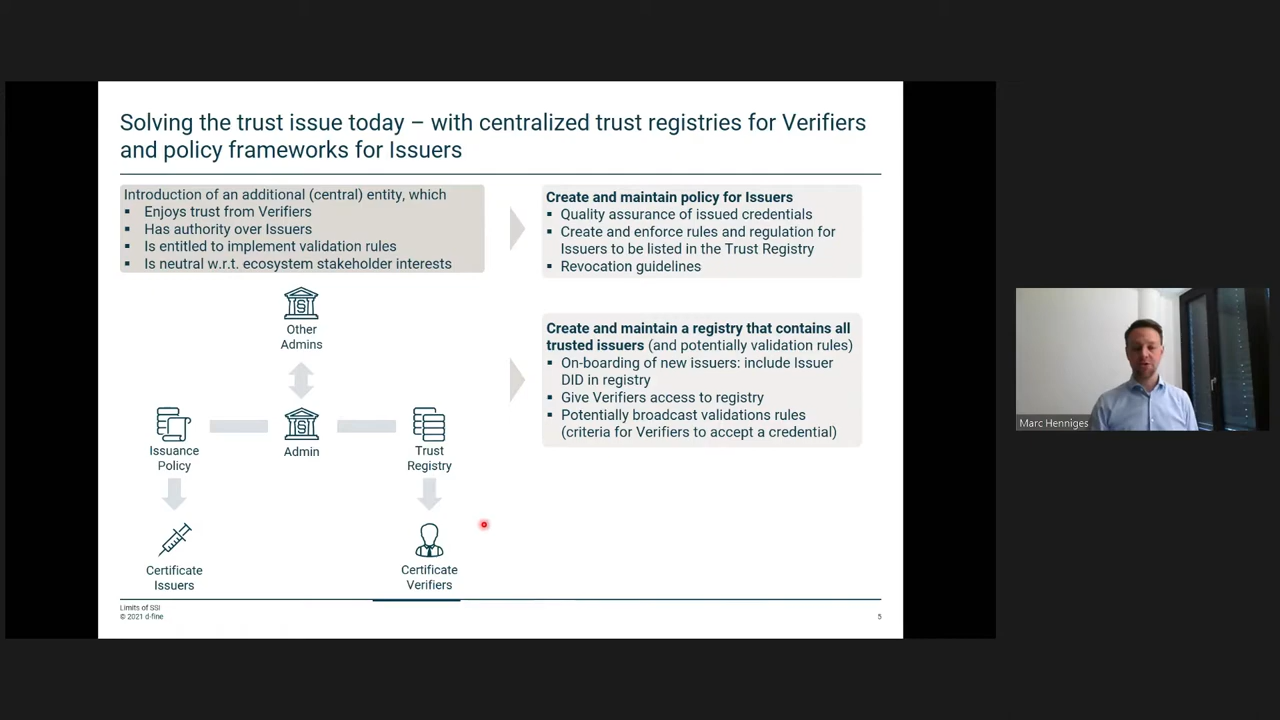 Solving the trust issue today – with centralized trust registries for Verifiers
and policy frameworks for Issuers
Introduction of an additional (central) entity, which
▪ Enjoys trust from Verifiers
▪ Has authority over Issuers
▪ Is entitled to implement validation rules
▪ Is neutral w.r.t. ecosystem stakeholder interests
Create and maintain policy for Issuers
▪ Quality assurance of issued credentials
▪ Create and enforce rules and regulation for
Issuers to be listed in the Trust Registry
▪ Revocation guidelines
Other
Admins
Create and maintain a registry that contains all
trusted issuers (and potentially validation rules)
▪ On-boarding of new issuers: include Issuer
DID in registry
▪ Give Verifiers access to registry
▪ Potentially broadcast validations rules
(criteria for Verifiers to accept a credential)
Issuance
Policy
Admin
Trust
Registry
Certificate
Issuers
Certificate
Verifiers
Limits of SSI
© 2021 d-fine
5
Marc Henniges